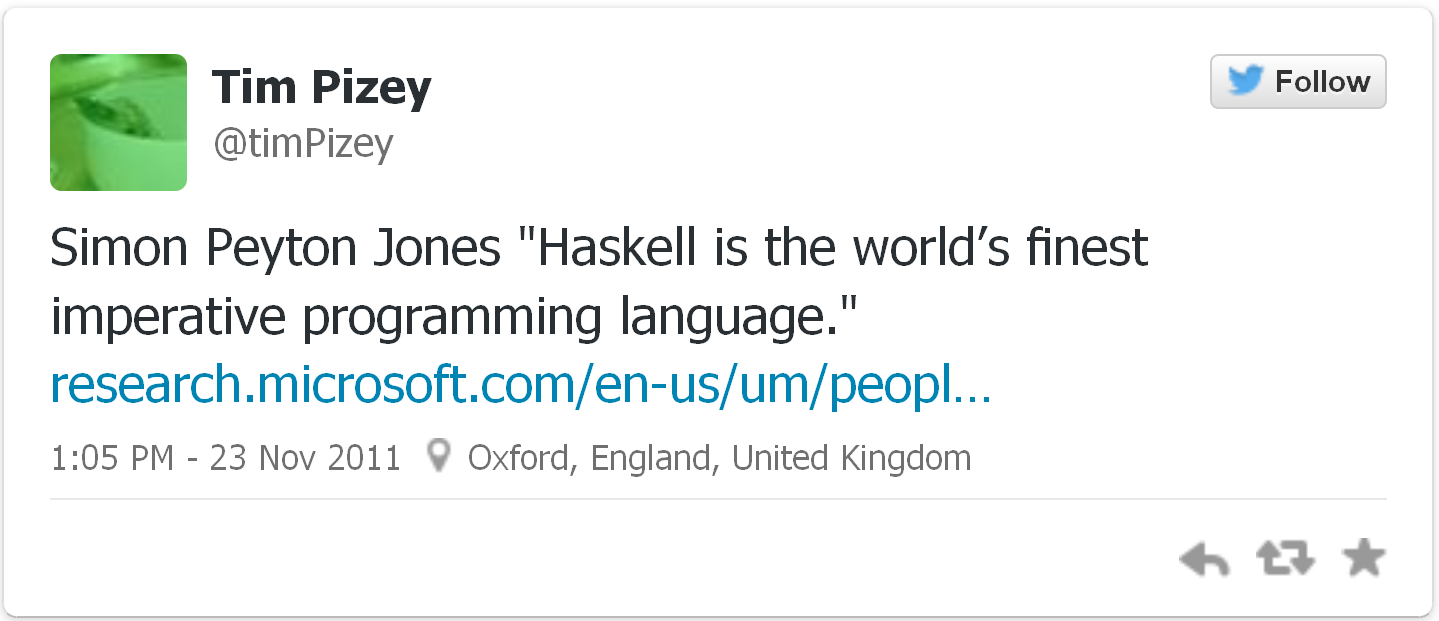 Tim Pizey
Follow
@timPizey
Simon Peyton Jones "Haskell is the world’s finest
imperative programming language."
research.microsoft.com/en-us/um/peopl…
1:05 PM - 23 Nov 2011 Oxford, England, United Kingdom